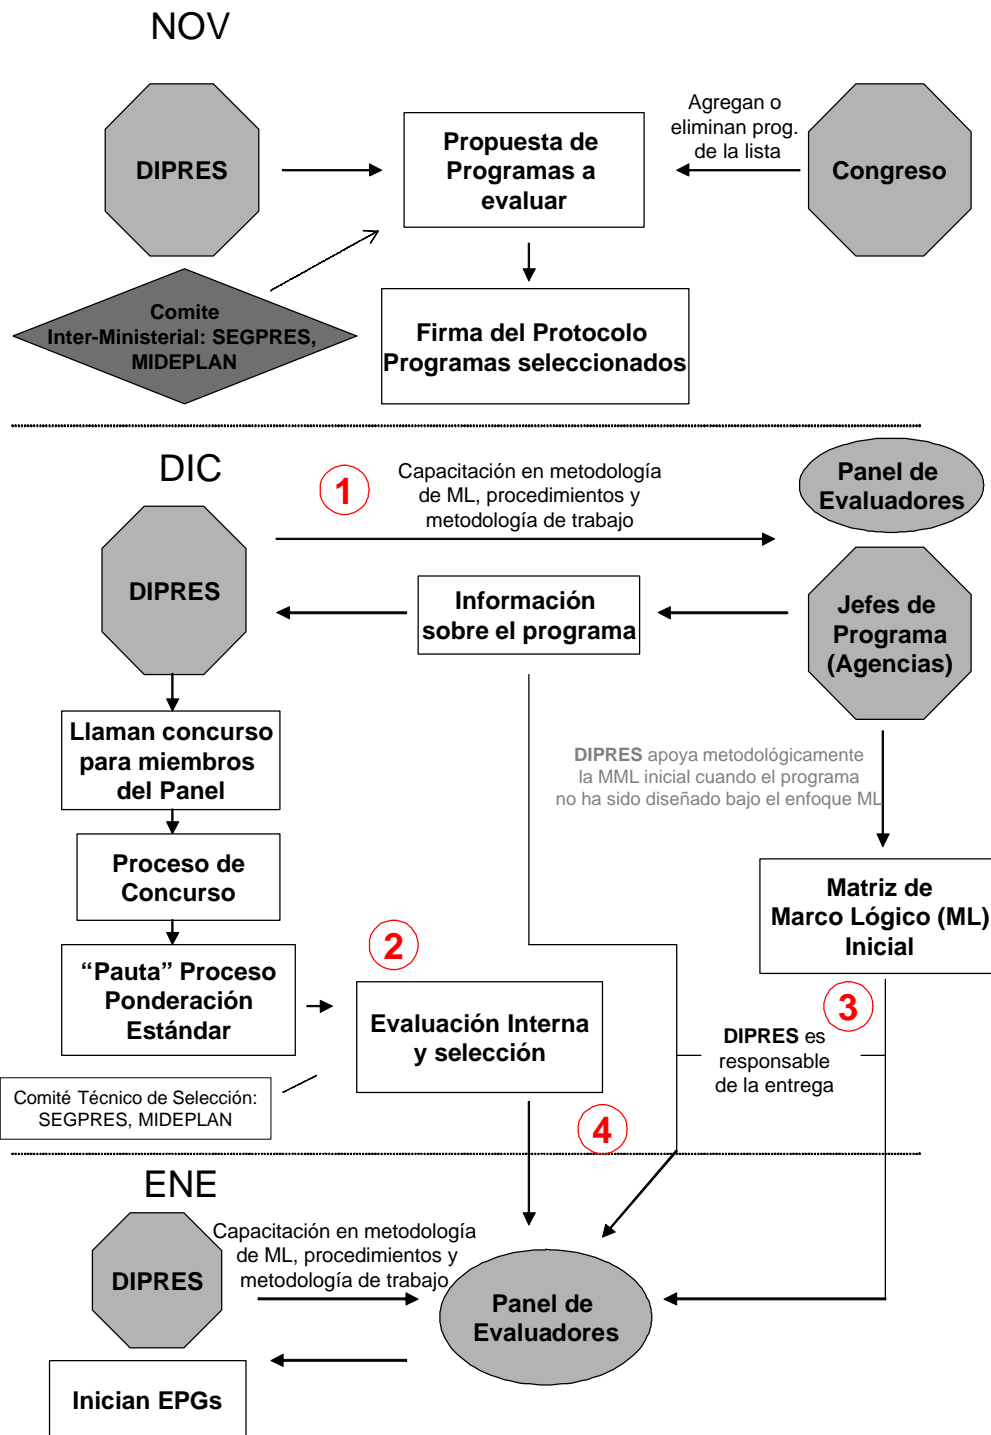 NOV
DIPRES
Propuesta de
Programas a
evaluar
Agregan o
eliminan prog.
de la lista
Congreso
Comite
Inter-Ministerial: SEGPRES,
MIDEPLAN
Firma del Protocolo
Programas seleccionados
DIC
1
Capacitación en metodología
de ML, procedimientos y
metodología de trabajo
Panel de
Evaluadores
DIPRES
Información
sobre el programa
Jefes de
Programa
(Agencias)
Llaman concurso
para miembros
del Panel
DIPRES apoya metodológicamente
la MML inicial cuando el programa
no ha sido diseñado bajo el enfoque ML
Proceso de
Concurso
Matriz de
Marco Lógico (ML)
Inicial
2
“Pauta” Proceso
Ponderación
Estándar
Evaluación Interna
y selección
3
DIPRES es
responsable
de la entrega
Comité Técnico de Selección:
SEGPRES, MIDEPLAN
4
ENE
DIPRES
Capacitación en metodología
de ML, procedimientos y
metodología de trabajo
Panel de
Evaluadores
Inician EPGs